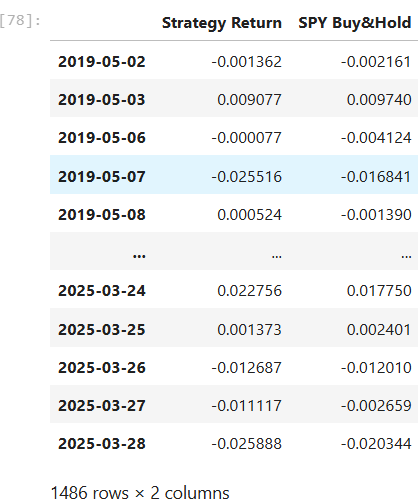 [78]:
Strategy Return SPY Buy&Hold
2019-05-02 -0.001362 -0.002161
2019-05-03 0.009077 0.009740
2019-05-06 -0.000077 -0.004124
2019-05-07 -0.025516 -0.016841
2019-05-08 0.000524 -0.001390
... ... ...
2025-03-24 0.022756 0.017750
2025-03-25 0.001373 0.002401
2025-03-26 -0.012687 -0.012010
2025-03-27 -0.011117 -0.002659
2025-03-28 -0.025888 -0.020344
1486 rows × 2 columns